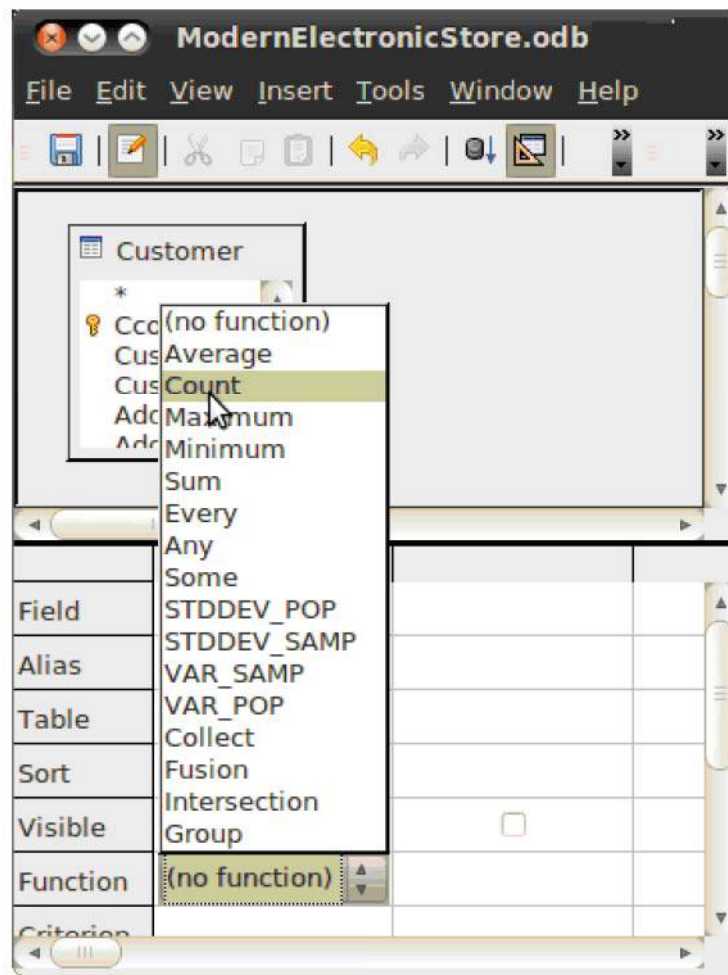 ModernElectronicStore.odb
File Edit View Insert Tools Window Help
Customer
*
(no function)
Average
Count
Maximum
Minimum
Sum
Every
Any
Some
STDDEV_POP
STDDEV_SAMP
VAR_SAMP
VAR_POP
Collect
Fusion
Intersection
Group
Field
Alias
Table
Sort
Visible
Function (no function)
Criterion